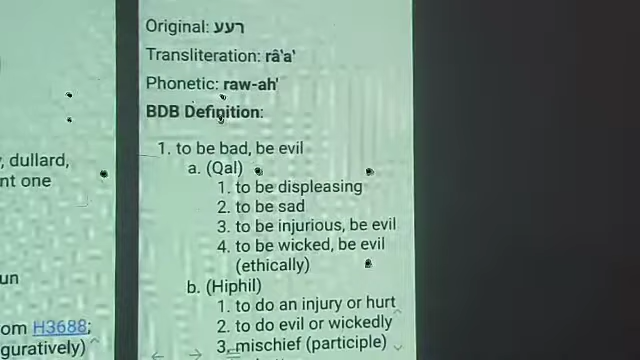 , dullard,
nt one
un
om H3688;
guratively)
Original: רעע
Transliteration: râ‛a‛
Phonetic: raw-ah'
BDB Definition:
1. to be bad, be evil
a. (Qal)
1. to be displeasing
2. to be sad
3. to be injurious, be evil
4. to be wicked, be evil
(ethically)
b. (Hiphil)
1. to do an injury or hurt
2. to do evil or wickedly
3. mischief (participle)